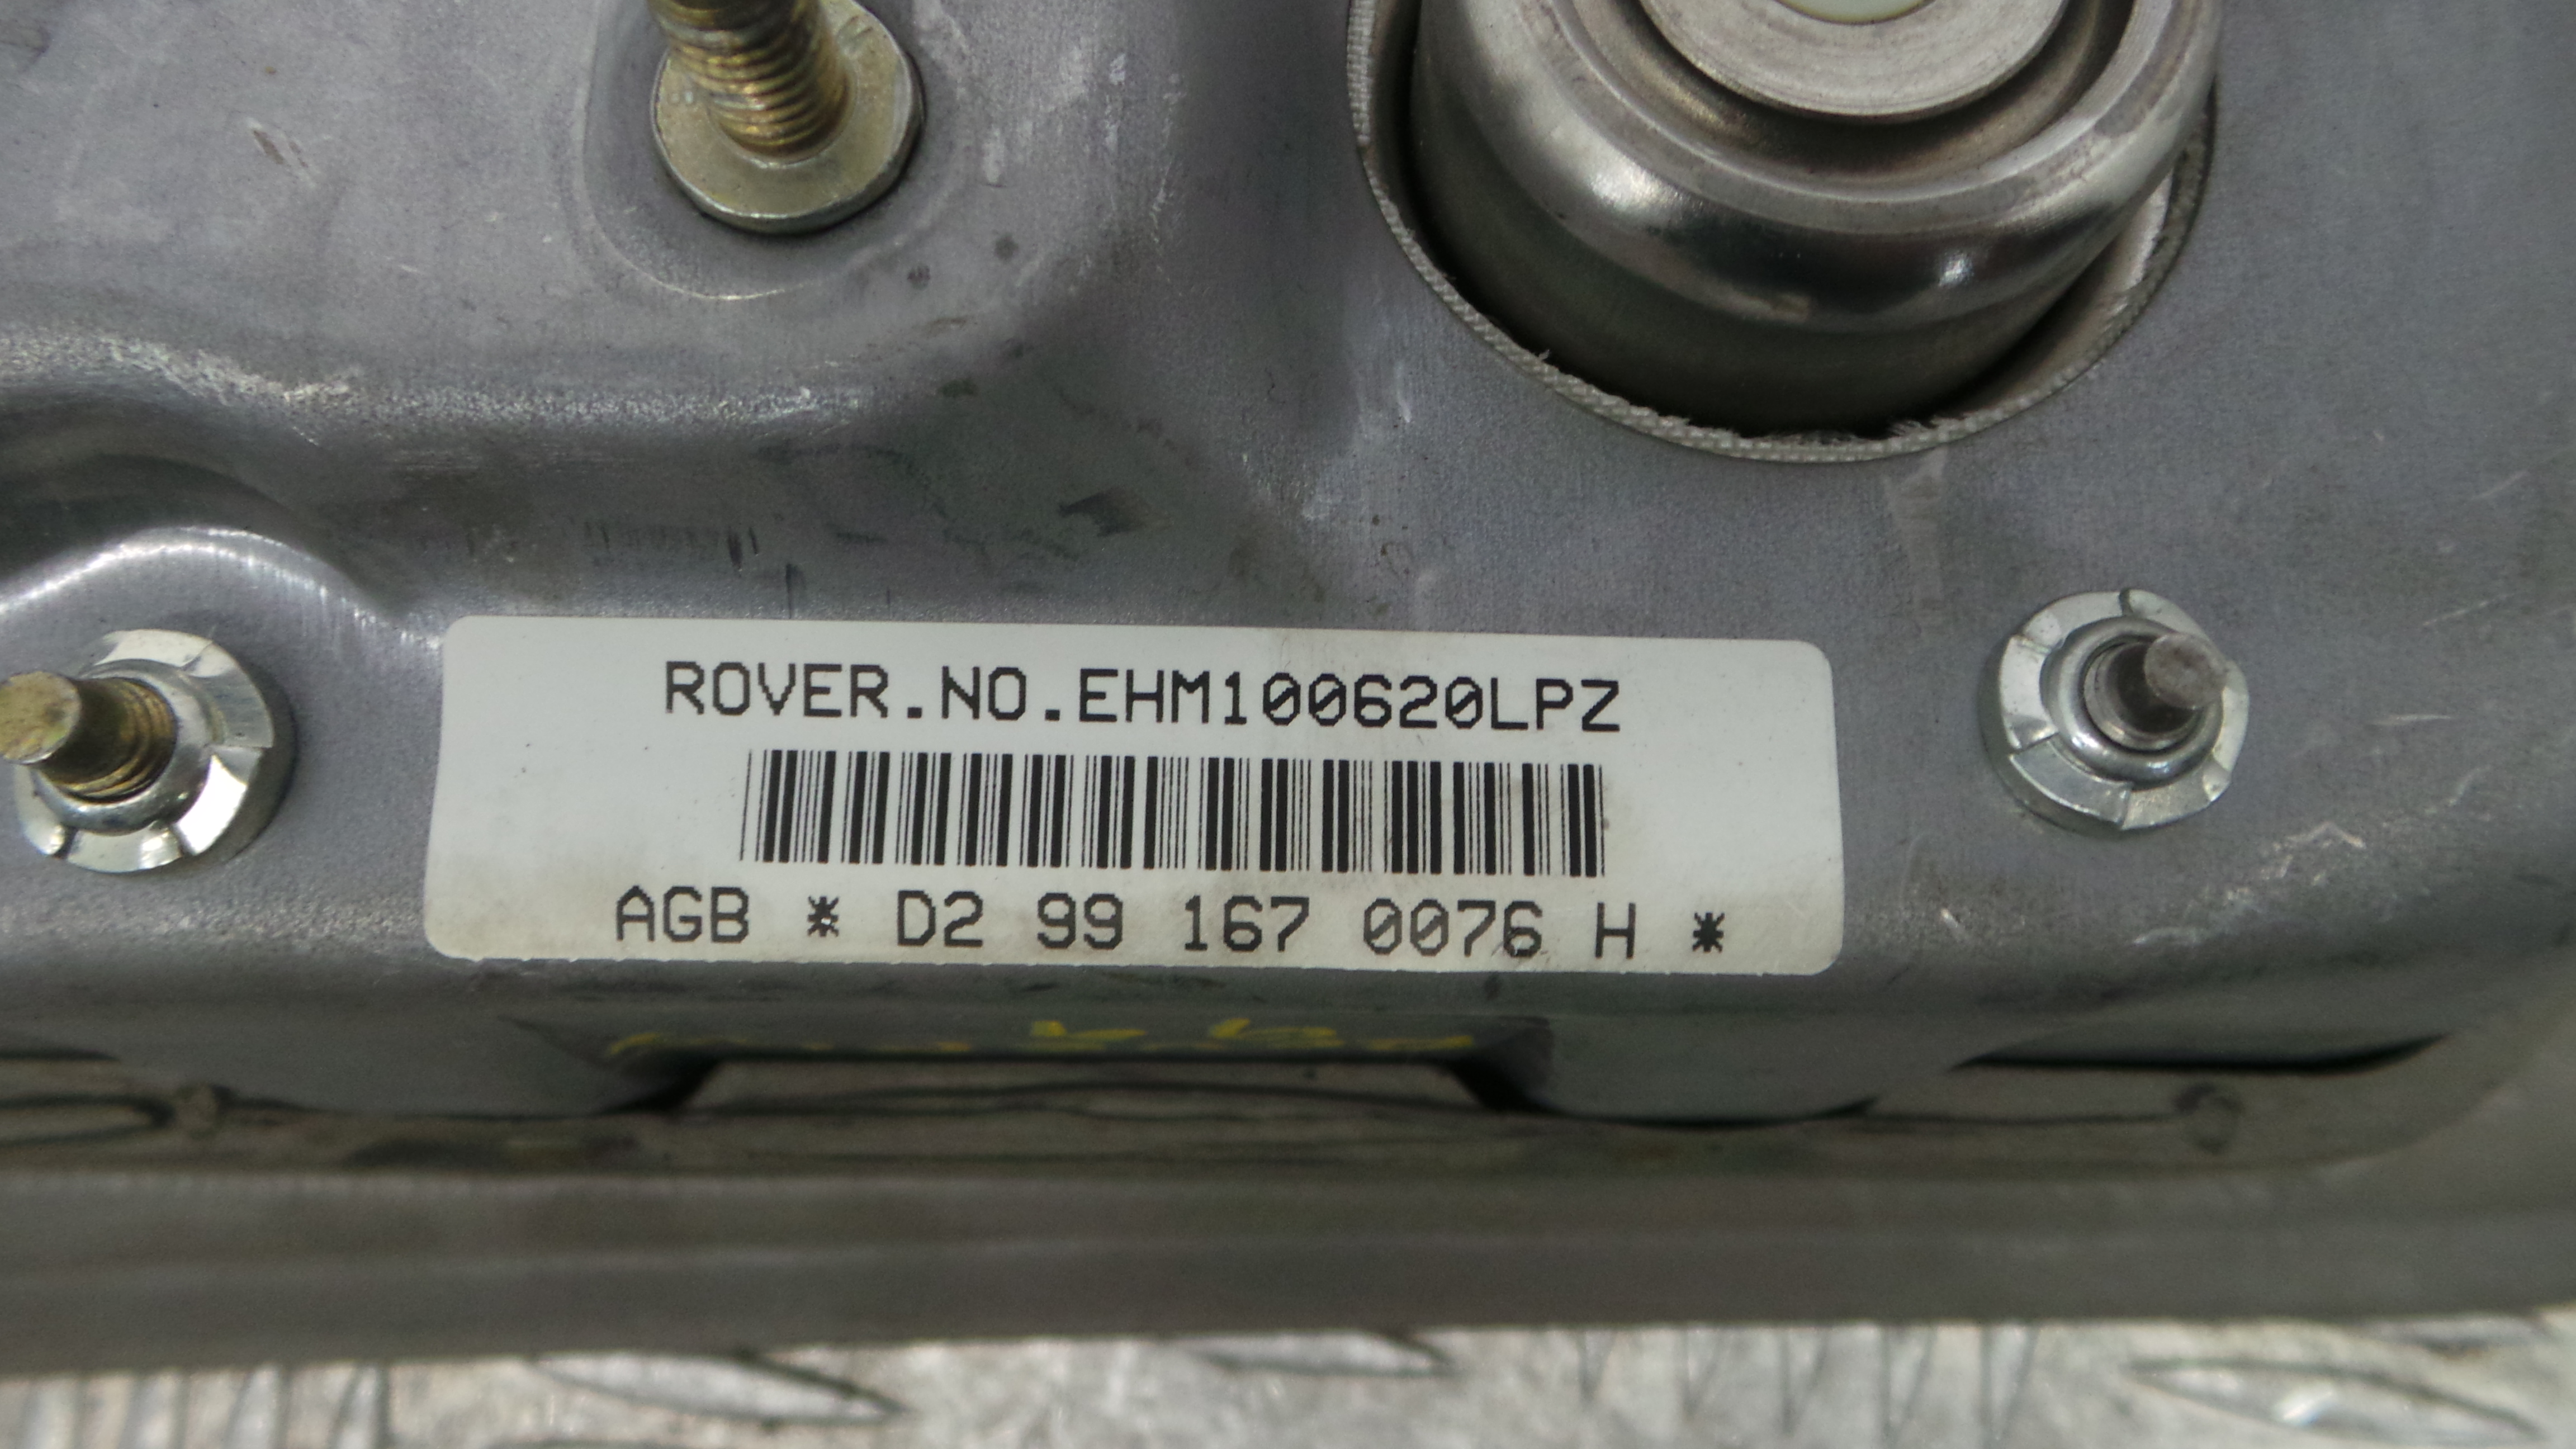 ROVER.NO.EHM100620LPZ
AGB * D2 99 167 0076 H *